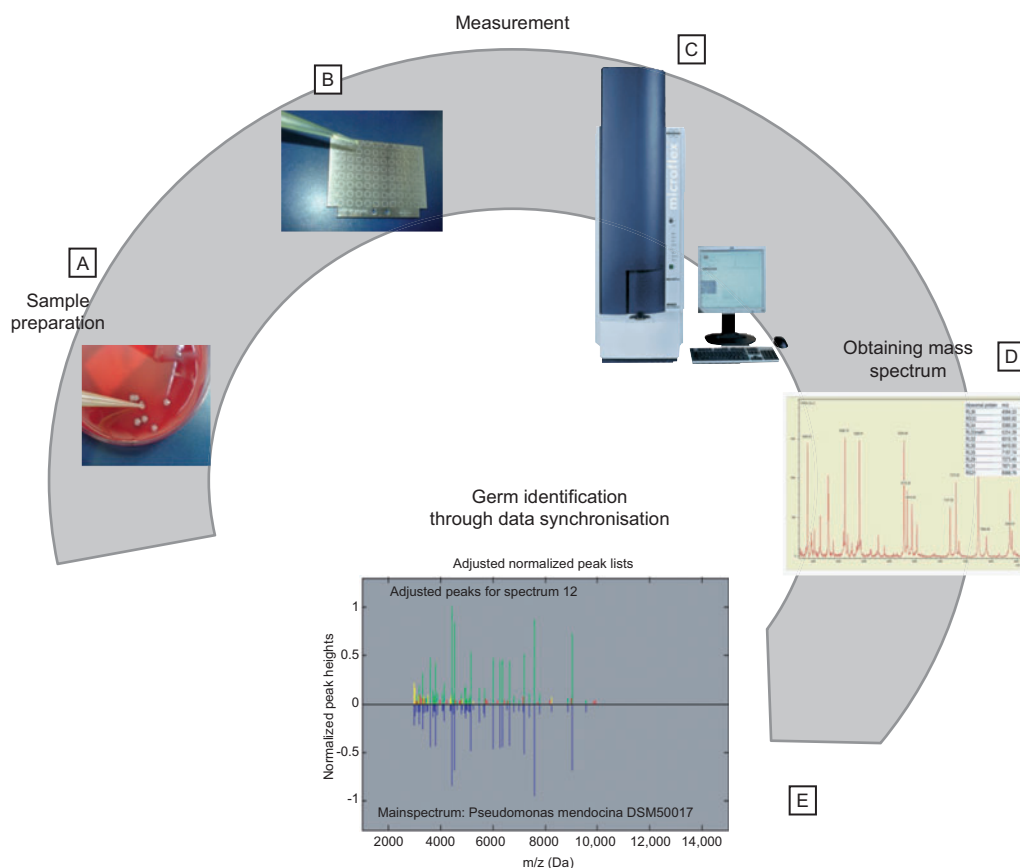 Measurement
C
B
microflex
A
Sample
preparation
Obtaining mass
spectrum
D
Germ identification
through data synchronisation
Adjusted normalized peak lists
Adjusted peaks for spectrum 12
Normalized peak heights
1
0.5
0
-0.5
-1
Mainspectrum: Pseudomonas mendocina DSM50017
2000 4000 6000 8000 10,000 12,000 14,000
m/z (Da)
E